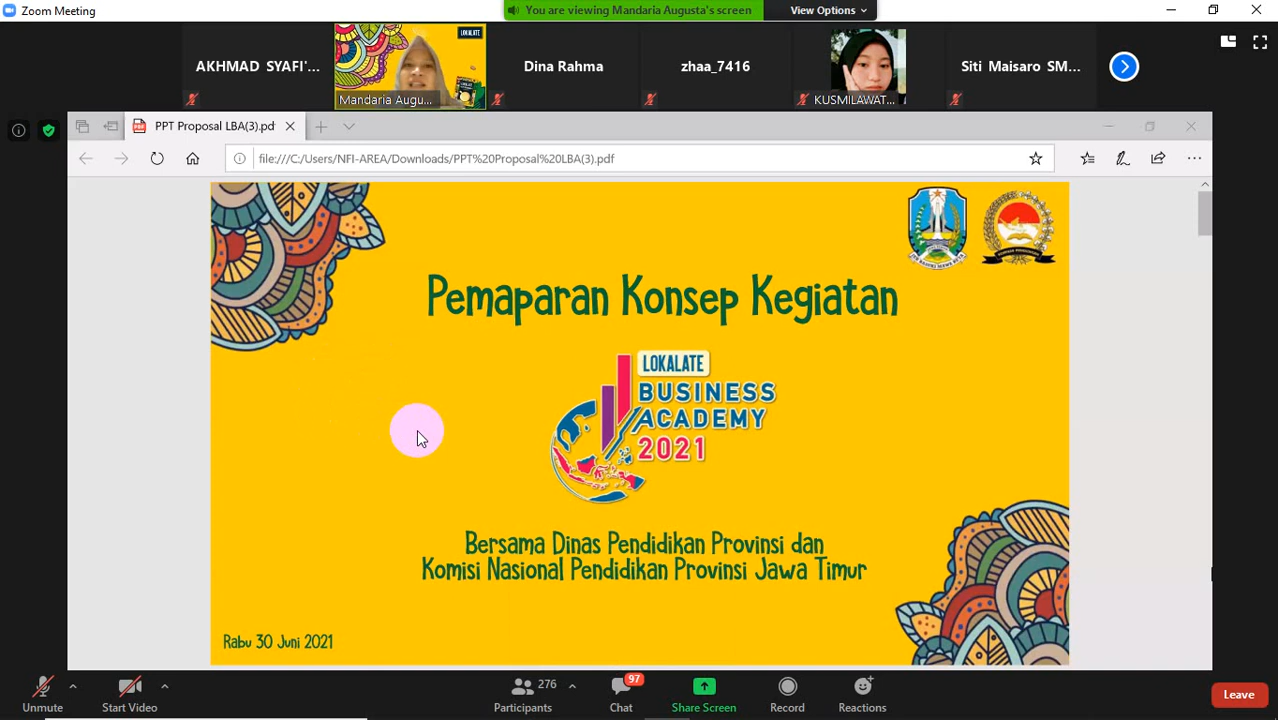 Zoom Meeting
You are viewing Mandaria Augusta's screen
View Options
AKHMAD SYAFI'...
LOKALATE
Mandaria Augu...
Dina Rahma
zhaa_7416
KUSMILAWAT...
Siti Maisaro SM...
PPT Proposal LBA(3).pdf
file:///C:/Users/NFI-AREA/Downloads/PPT%20Proposal%20LBA(3).pdf
Pemaparan Konsep Kegiatan
LOKALATE
BUSINESS
ACADEMY
2021
Bersama Dinas Pendidikan Provinsi dan
Komisi Nasional Pendidikan Provinsi Jawa Timur
Rabu 30 Juni 2021
Unmute
Start Video
276
Participants
97
Chat
Share Screen
Record
Reactions
Leave